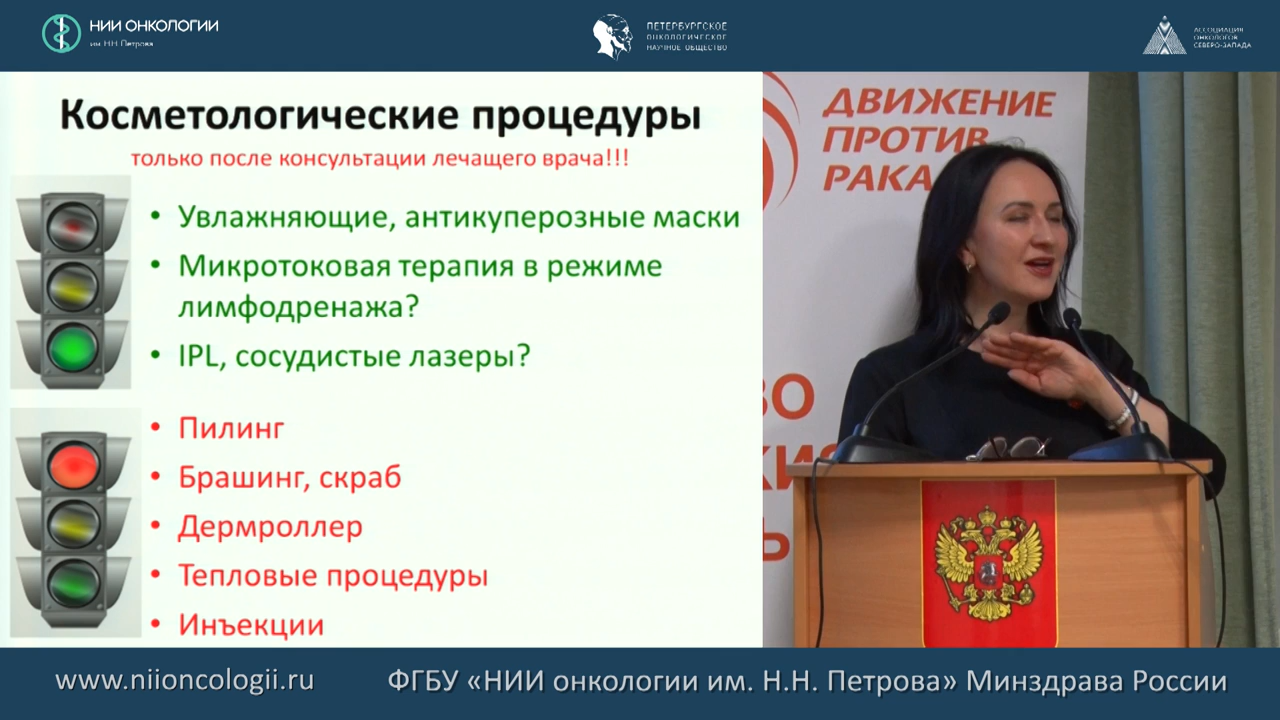 НИИ ОНКОЛОГИИ
им. Н.Н. Петрова
ПЕТЕРБУРГСКОЕ
ОНКОЛОГИЧЕСКОЕ
НАУЧНОЕ ОБЩЕСТВО
АССОЦИАЦИЯ
ОНКОЛОГОВ
СЕВЕРО-ЗАПАДА
Косметологические процедуры
только после консультации лечащего врача!!!
• Увлажняющие, антикуперозные маски
• Микротоковая терапия в режиме
лимфодренажа?
• IPL, сосудистые лазеры?
• Пилинг
• Брашинг, скраб
• Дермроллер
• Тепловые процедуры
• Инъекции
ДВИЖЕНИЕ
ПРОТИВ
РАКА
www.niioncologii.ru
ФГБУ «НИИ онкологии им. Н.Н. Петрова» Минздрава России